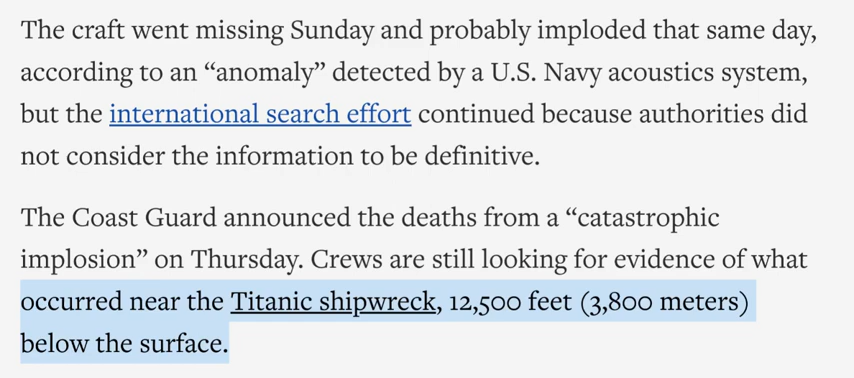 The craft went missing Sunday and probably imploded that same day,
according to an “anomaly” detected by a U.S. Navy acoustics system,
but the international search effort continued because authorities did
not consider the information to be definitive.
The Coast Guard announced the deaths from a “catastrophic
implosion” on Thursday. Crews are still looking for evidence of what
occurred near the Titanic shipwreck, 12,500 feet (3,800 meters)
below the surface.